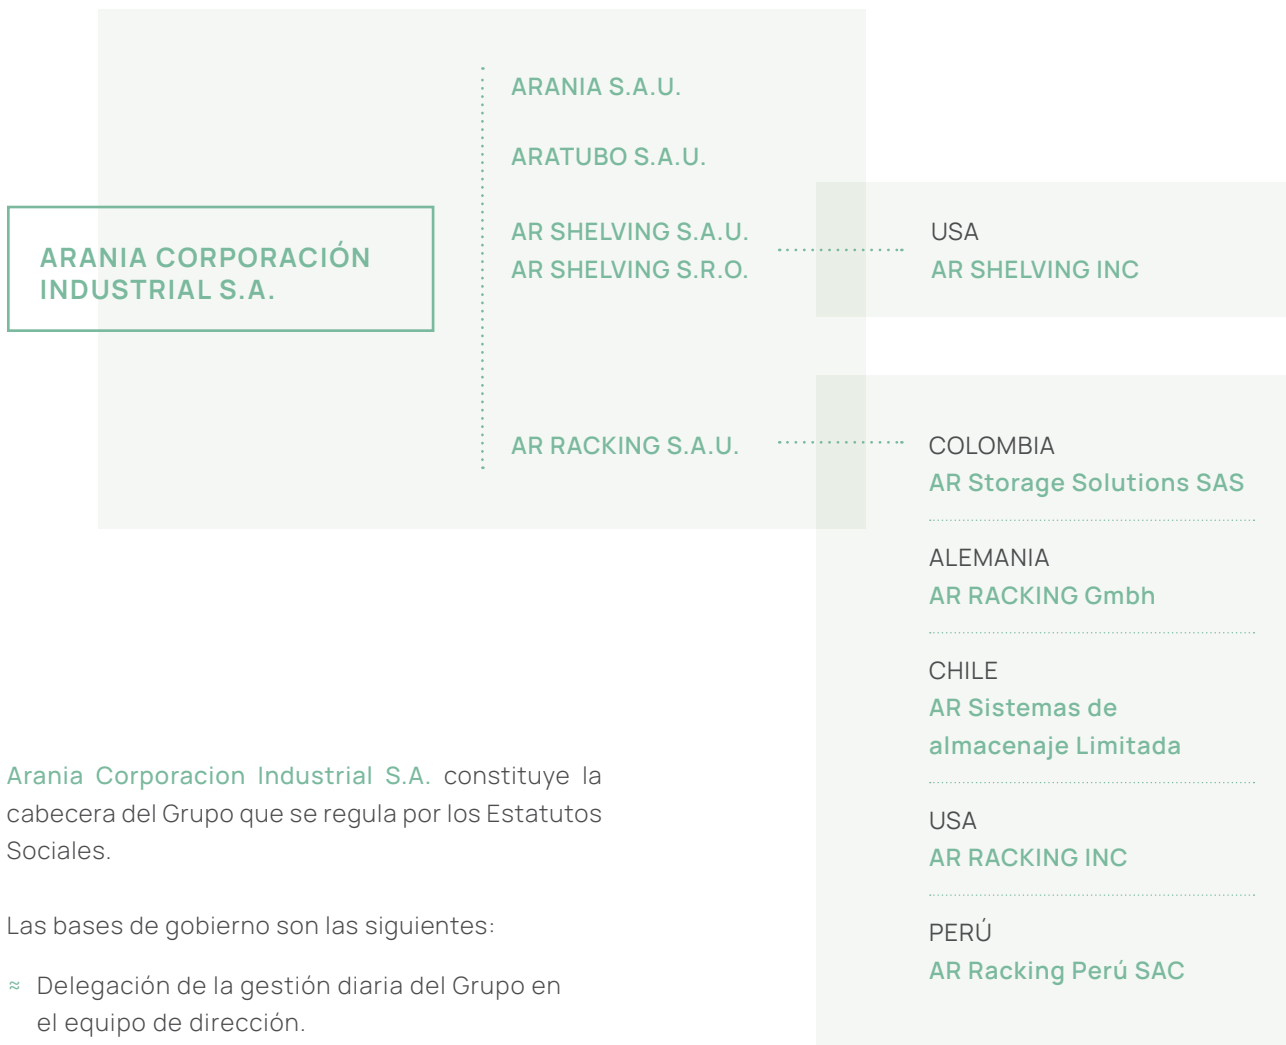 ARANIA CORPORACIÓN
INDUSTRIAL S.A.
ARANIA S.A.U.
ARATUBO S.A.U.
AR SHELVING S.A.U.
AR SHELVING S.R.O.
AR RACKING S.A.U.
USA
AR SHELVING INC
COLOMBIA
AR Storage Solutions SAS
ALEMANIA
AR RACKING Gmbh
CHILE
AR Sistemas de
almacenaje Limitada
USA
AR RACKING INC
PERÚ
AR Racking Perú SAC
Arania Corporacion Industrial S.A. constituye la
cabecera del Grupo que se regula por los Estatutos
Sociales.
Las bases de gobierno son las siguientes:
≈ Delegación de la gestión diaria del Grupo en
el equipo de dirección.